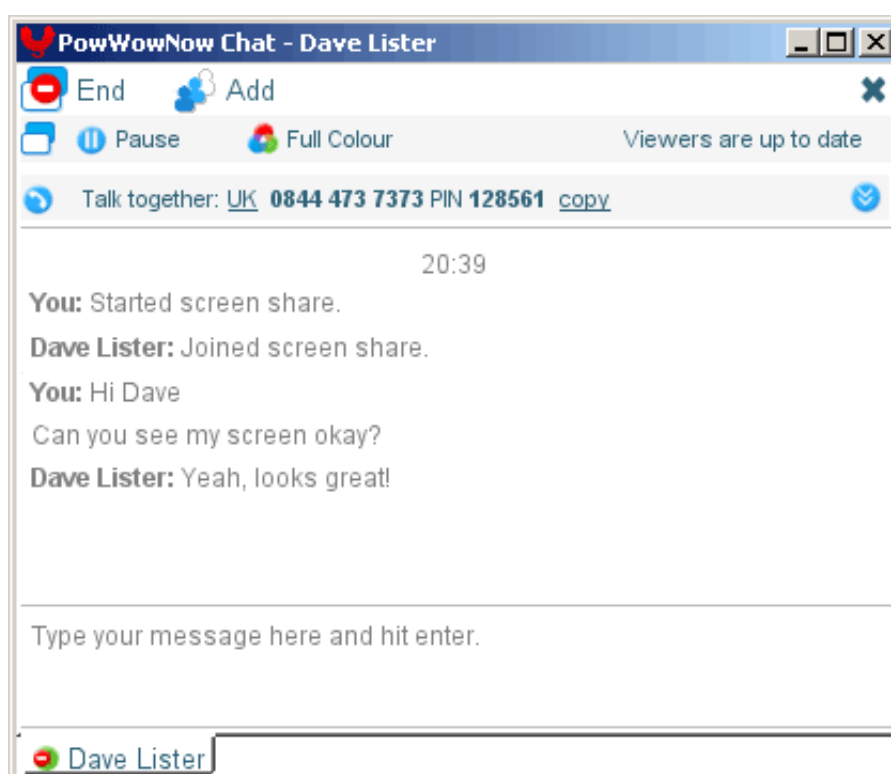 PowWowNow Chat - Dave Lister
End Add
Pause Full Colour Viewers are up to date
Talk together: UK 0844 473 7373 PIN 128561 copy
20:39
You: Started screen share.
Dave Lister: Joined screen share.
You: Hi Dave
Can you see my screen okay?
Dave Lister: Yeah, looks great!
Type your message here and hit enter.
Dave Lister